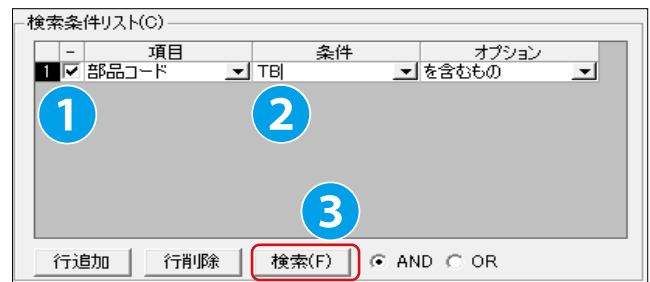 検索条件リスト(C)
- 項目 条件 オプション
1 部品コード TB を含むもの
1 2
3
行追加 行削除 検索(F) AND OR